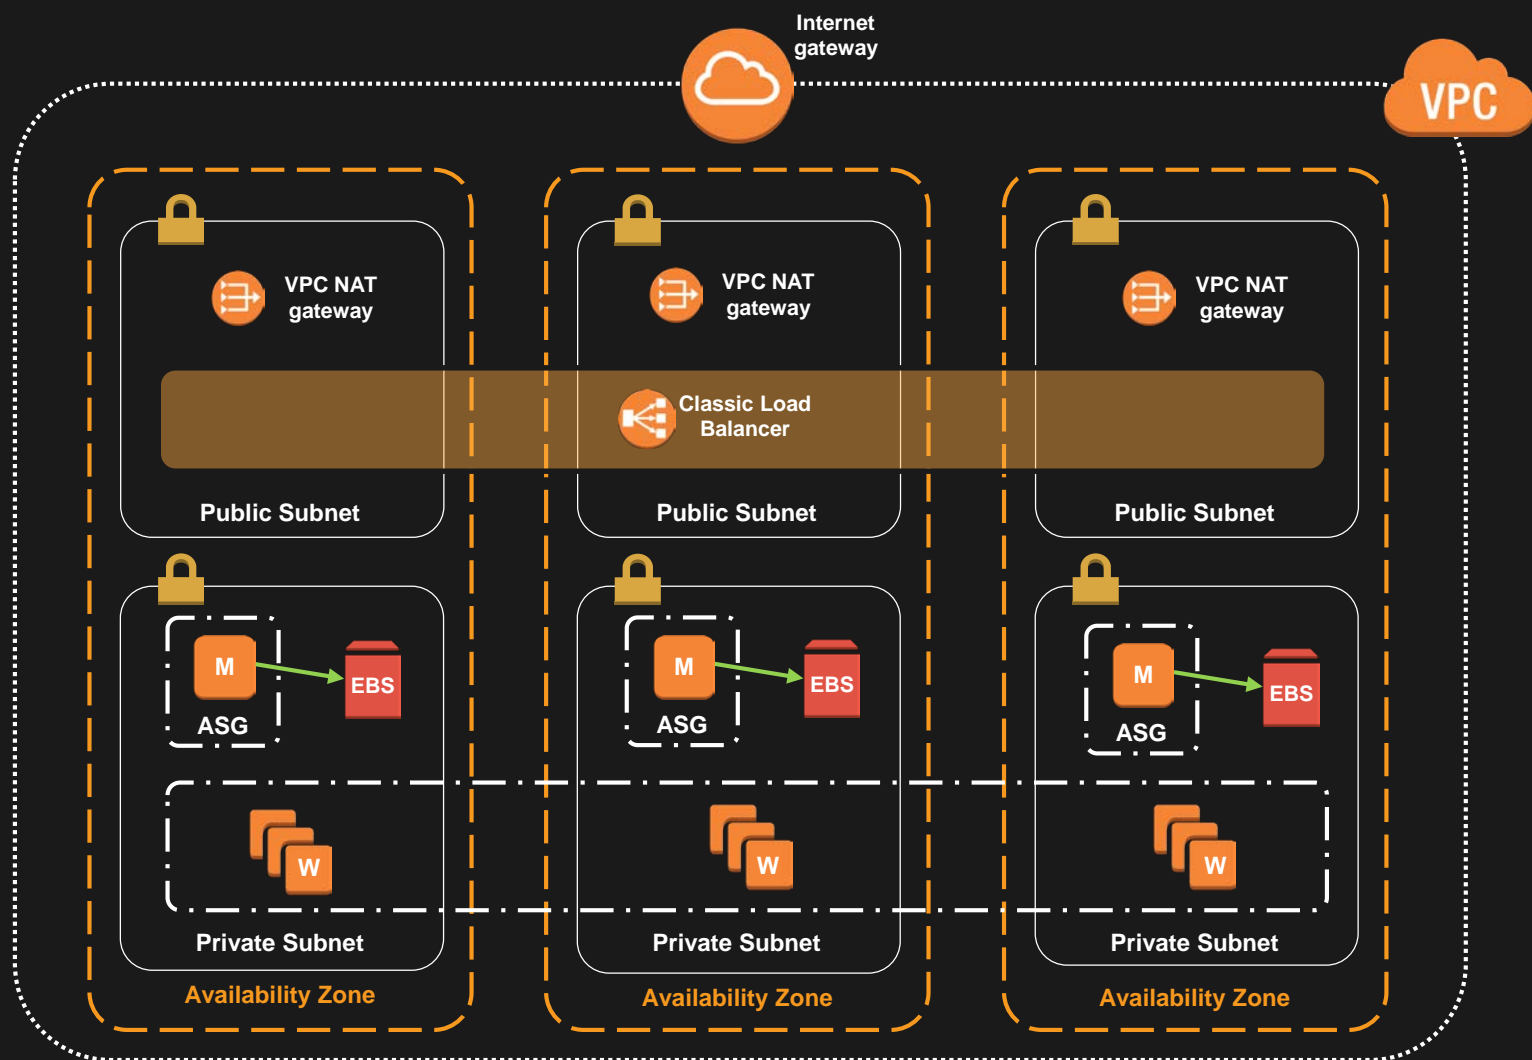 Internet
gateway
VPC
VPC NAT
gateway
VPC NAT
gateway
VPC NAT
gateway
Classic Load
Balancer
Public Subnet
Public Subnet
Public Subnet
M
EBS
ASG
M
EBS
ASG
M
EBS
ASG
W
W
W
Private Subnet
Private Subnet
Private Subnet
Availability Zone
Availability Zone
Availability Zone